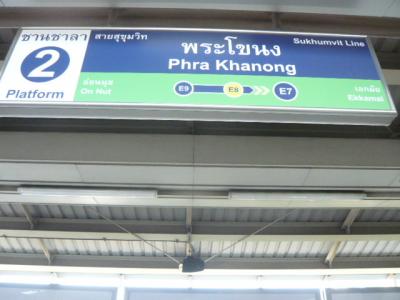 ชานชาลา
2
Platform
สายสุขุมวิท
พระโขนง
Sukhumvit Line
Phra Khanong
อ่อนนุช
On Nut
E9
E8
E7
เอกมัย
Ekkamai